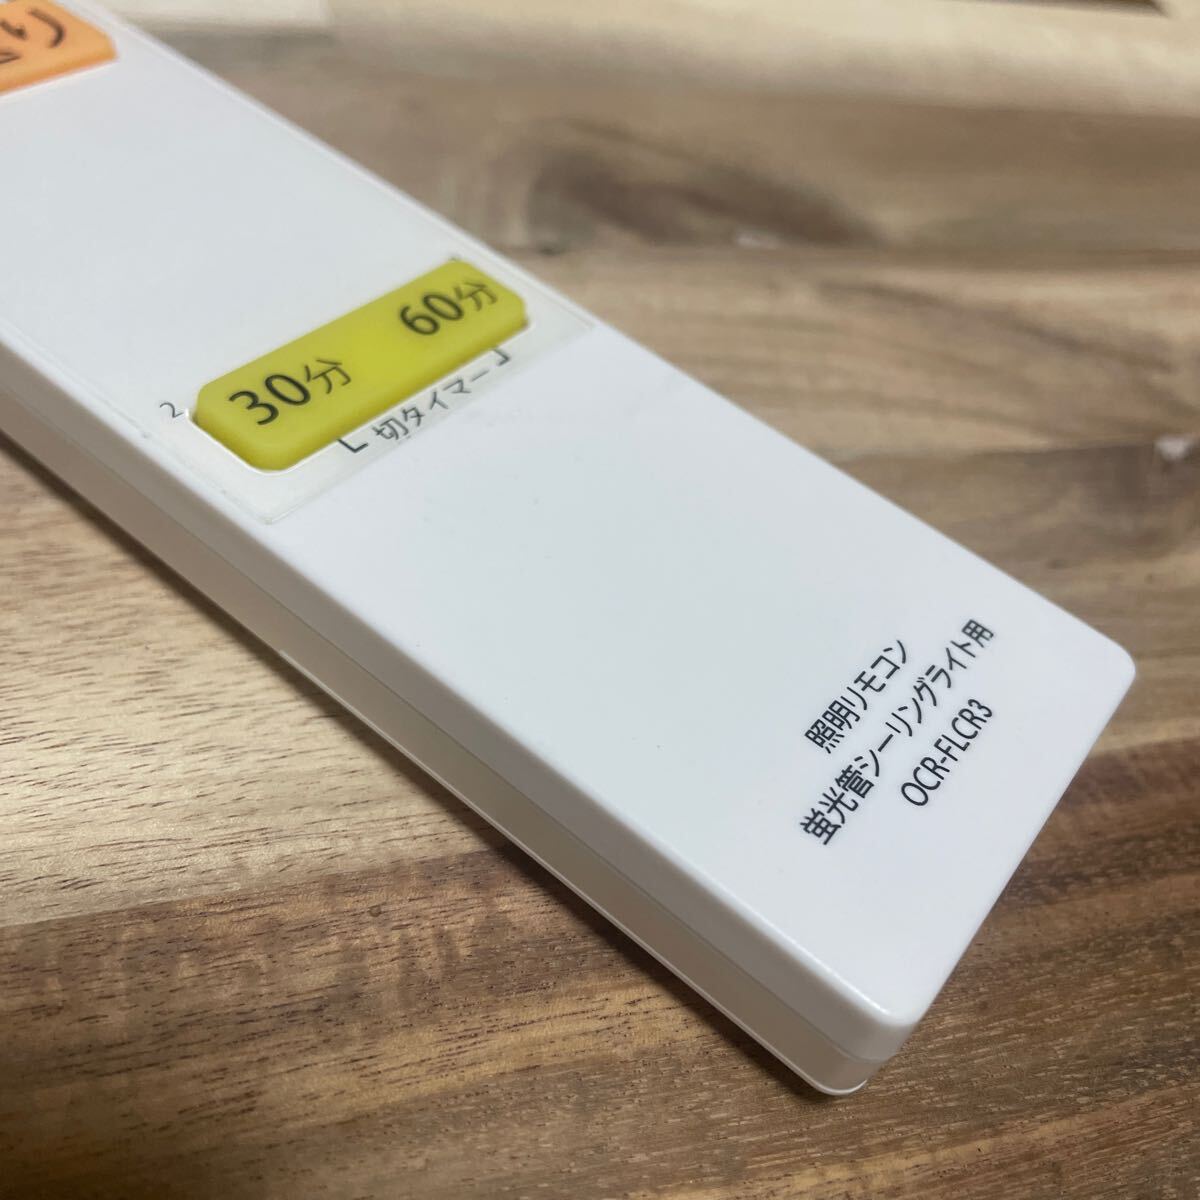 り
2
30分 60分
切タイマー
照明リモコン
蛍光管シーリングライト用
OCR-FLCR3